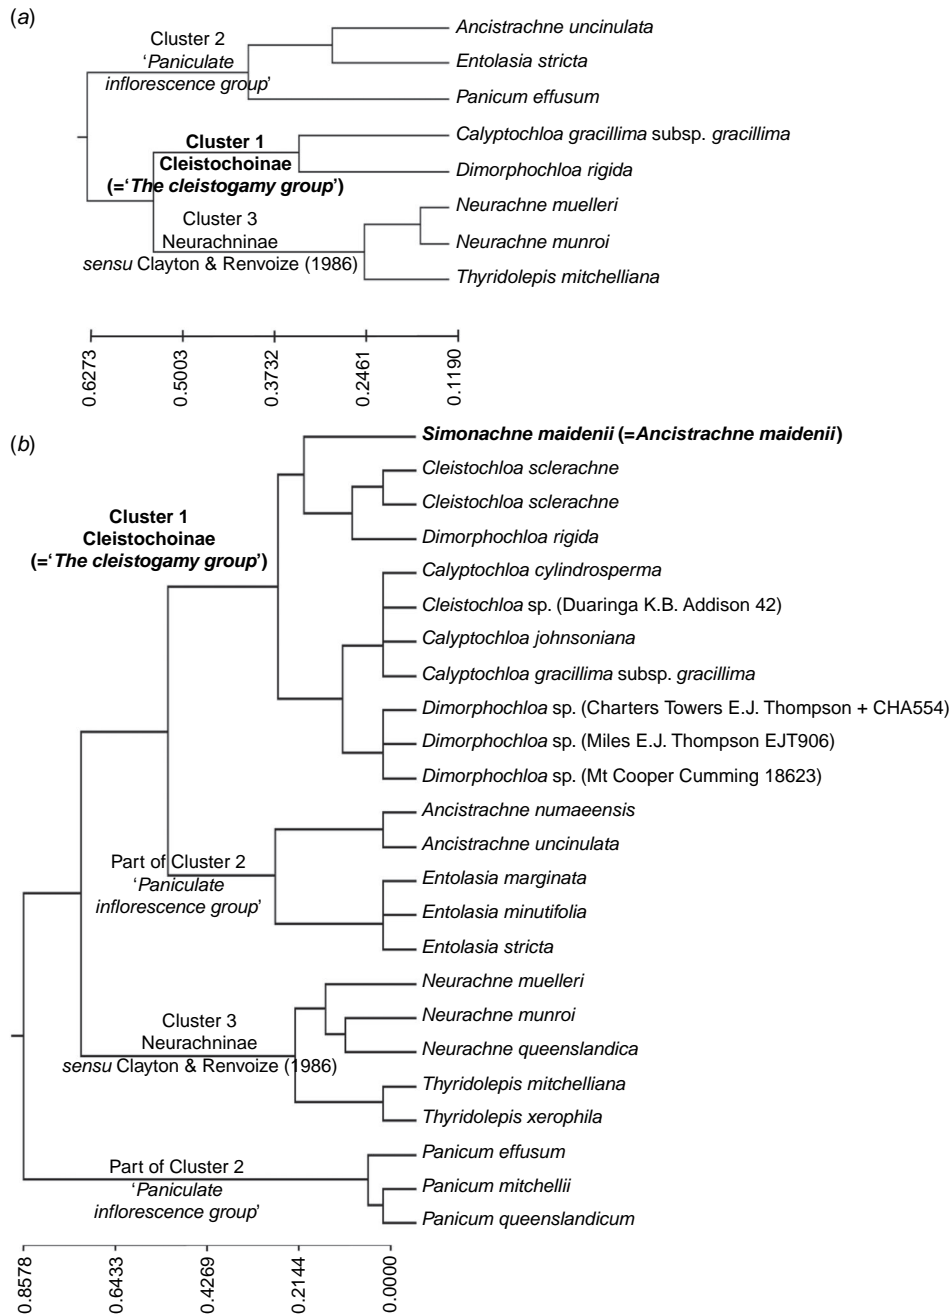 (a)
Ancistrachne uncinulata
Cluster 2
'Paniculate
inflorescence group'
Entolasia stricta
Panicum effusum
Calyptochloa gracillima subsp. gracillima
Cluster 1
Cleistochoinae
(='The cleistogamy group')
Dimorphochloa rigida
Neurachne muelleri
Cluster 3
Neurachninae
sensu Clayton & Renvoize (1986)
Neurachne munroi
Thyridolepis mitchelliana
0.6273
0.5003
0.3732
0.2461
0.1190
(b)
Simonachne maidenii (=Ancistrachne maidenii)
Cleistochloa sclerachne
Cleistochloa sclerachne
Cluster 1
Cleistochoinae
(='The cleistogamy group')
Dimorphochloa rigida
Calyptochloa cylindrosperma
Cleistochloa sp. (Duaringa K.B. Addison 42)
Calyptochloa johnsoniana
Calyptochloa gracillima subsp. gracillima
Dimorphochloa sp. (Charters Towers E.J. Thompson + CHA554)
Dimorphochloa sp. (Miles E.J. Thompson EJT906)
Dimorphochloa sp. (Mt Cooper Cumming 18623)
Ancistrachne numaeensis
Ancistrachne uncinulata
Part of Cluster 2
'Paniculate
inflorescence group'
Entolasia marginata
Entolasia minutifolia
Entolasia stricta
Neurachne muelleri
Neurachne munroi
Cluster 3
Neurachninae
sensu Clayton & Renvoize (1986)
Neurachne queenslandica
Thyridolepis mitchelliana
Thyridolepis xerophila
Panicum effusum
Part of Cluster 2
'Paniculate
inflorescence group'
Panicum mitchellii
Panicum queenslandicum
0.8578
0.6433
0.4269
0.2144
0.0000